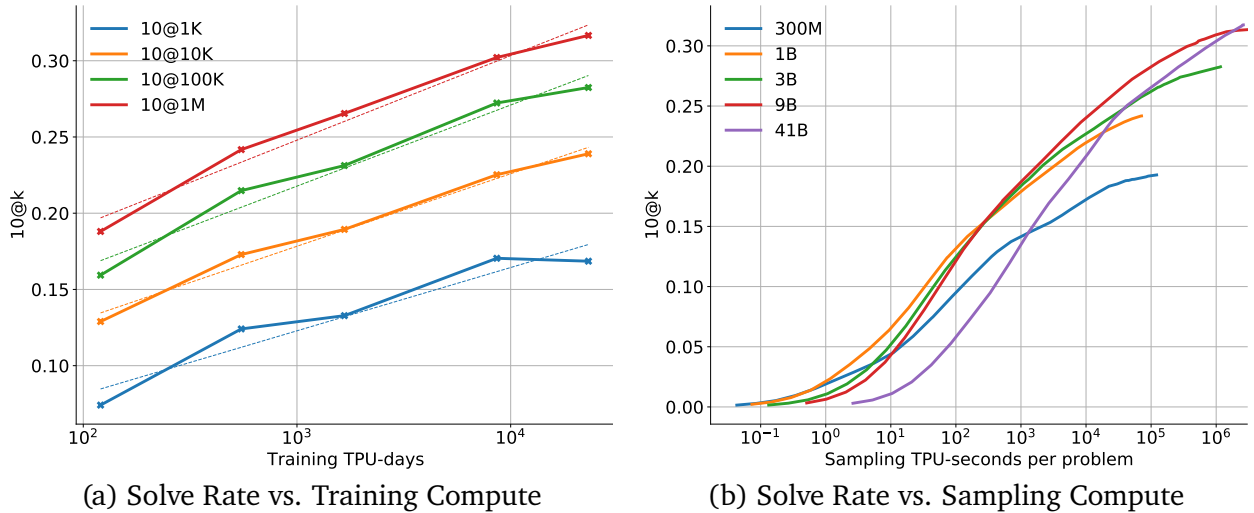 10@1K
10@10K
10@100K
10@1M
10@k
0.30
0.25
0.20
0.15
0.10
10² 10³ 10⁴
Training TPU-days
(a) Solve Rate vs. Training Compute
300M
1B
3B
9B
41B
10@k
0.30
0.25
0.20
0.15
0.10
0.05
0.00
10⁻¹ 10⁰ 10¹ 10² 10³ 10⁴ 10⁵ 10⁶
Sampling TPU-seconds per problem
(b) Solve Rate vs. Sampling Compute